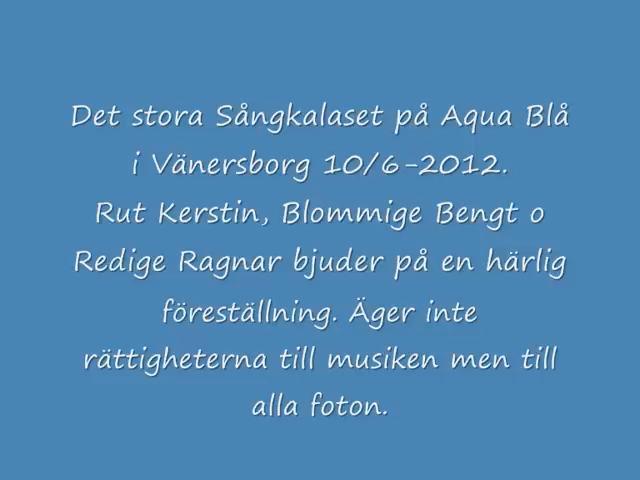 Det stora Sångkalaset på Aqua Blå
i Vänersborg 10/6-2012.
Rut Kerstin, Blommige Bengt o
Redige Ragnar bjuder på en härlig
föreställning. Äger inte
rättigheterna till musiken men till
alla foton.